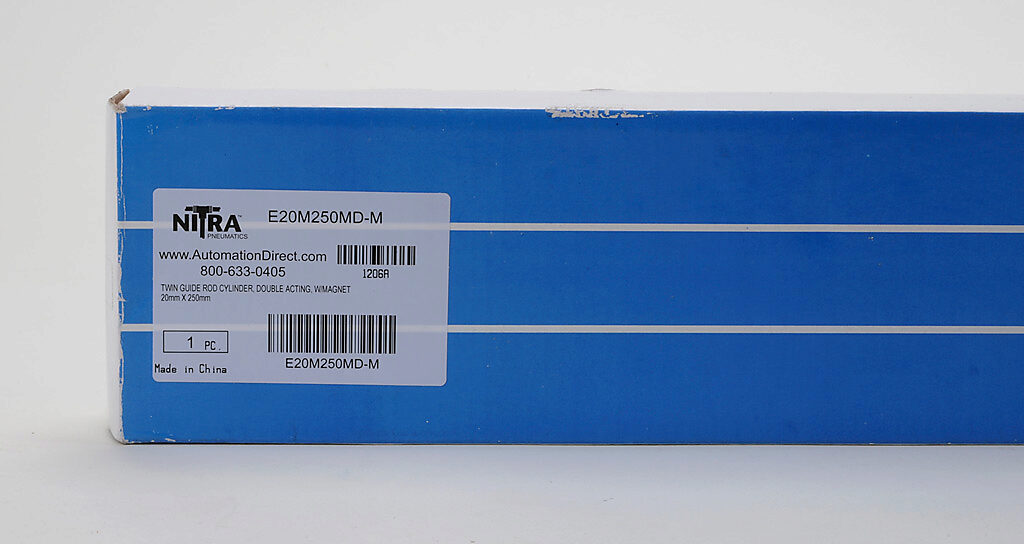 NITRA™
PNEUMATICS
E20M250MD-M
www.AutomationDirect.com
800-633-0405
1206A
TWIN GUIDE ROD CYLINDER, DOUBLE ACTING, W/MAGNET
20mm X 250mm
1 PC.
E20M250MD-M
Made in China